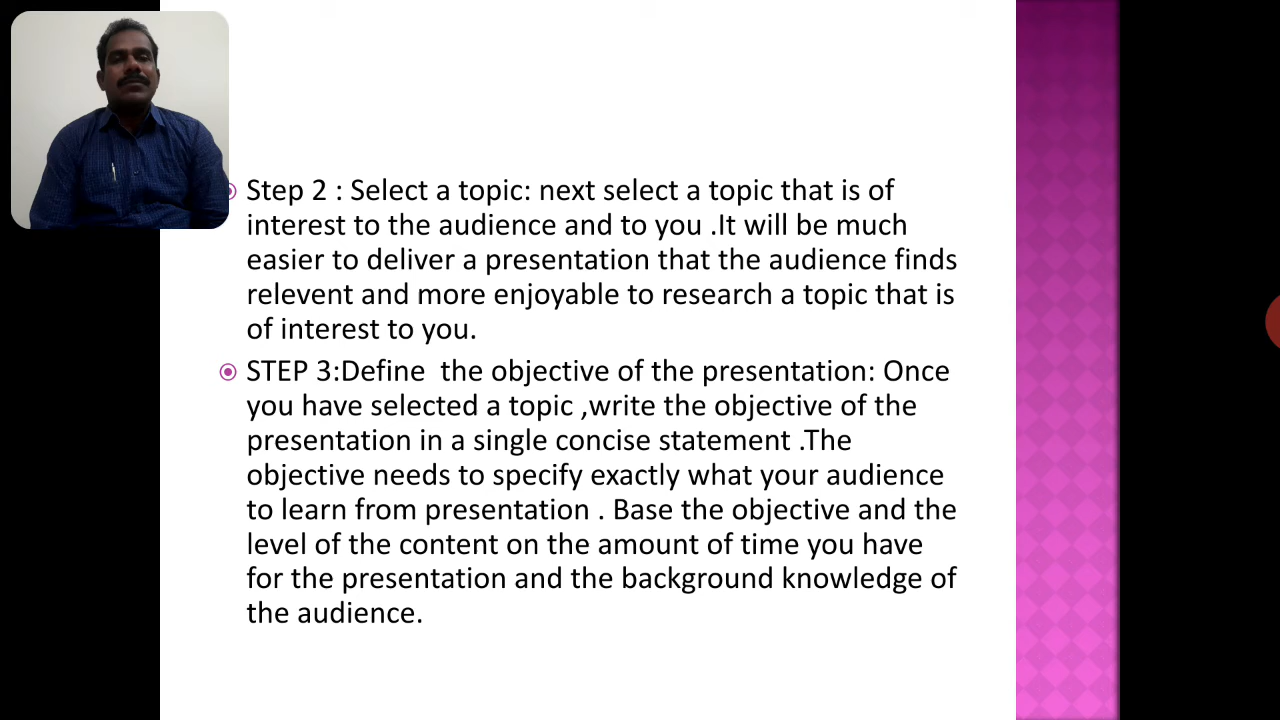 Step 2 : Select a topic: next select a topic that is of
interest to the audience and to you .It will be much
easier to deliver a presentation that the audience finds
relevent and more enjoyable to research a topic that is
of interest to you.
STEP 3:Define  the objective of the presentation: Once
you have selected a topic ,write the objective of the
presentation in a single concise statement .The
objective needs to specify exactly what your audience
to learn from presentation . Base the objective and the
level of the content on the amount of time you have
for the presentation and the background knowledge of
the audience.